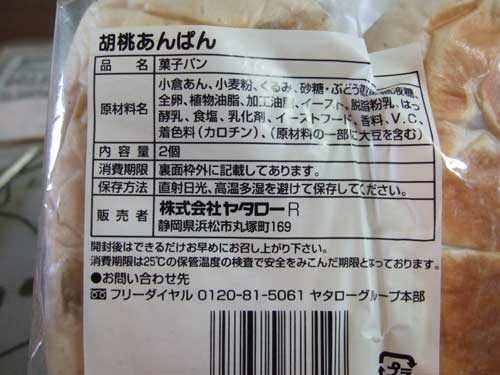 胡桃あんぱん
品名 菓子パン
原材料名 小倉あん、小麦粉、くるみ、砂糖・ぶどう糖 液糖、
全卵、植物油脂、加工油脂、イースト、脱脂粉乳、はっ
酵乳、食塩、乳化剤、イーストフード、香料、V.C、
着色料(カロチン)、(原材料の一部に大豆を含む)
内容量 2個
消費期限 裏面枠外に記載してあります。
保存方法 直射日光、高温多湿を避けて保存してください。
販売者 株式会社ヤタロー R
静岡県浜松市丸塚町169
開封後はできるだけお早めにお召し上がり下さい。
消費期限は25℃の保管温度の検査で安全をみこんだ期限となっております。
●お問い合わせ先
フリーダイヤル 0120-81-5061 ヤタローグループ本部